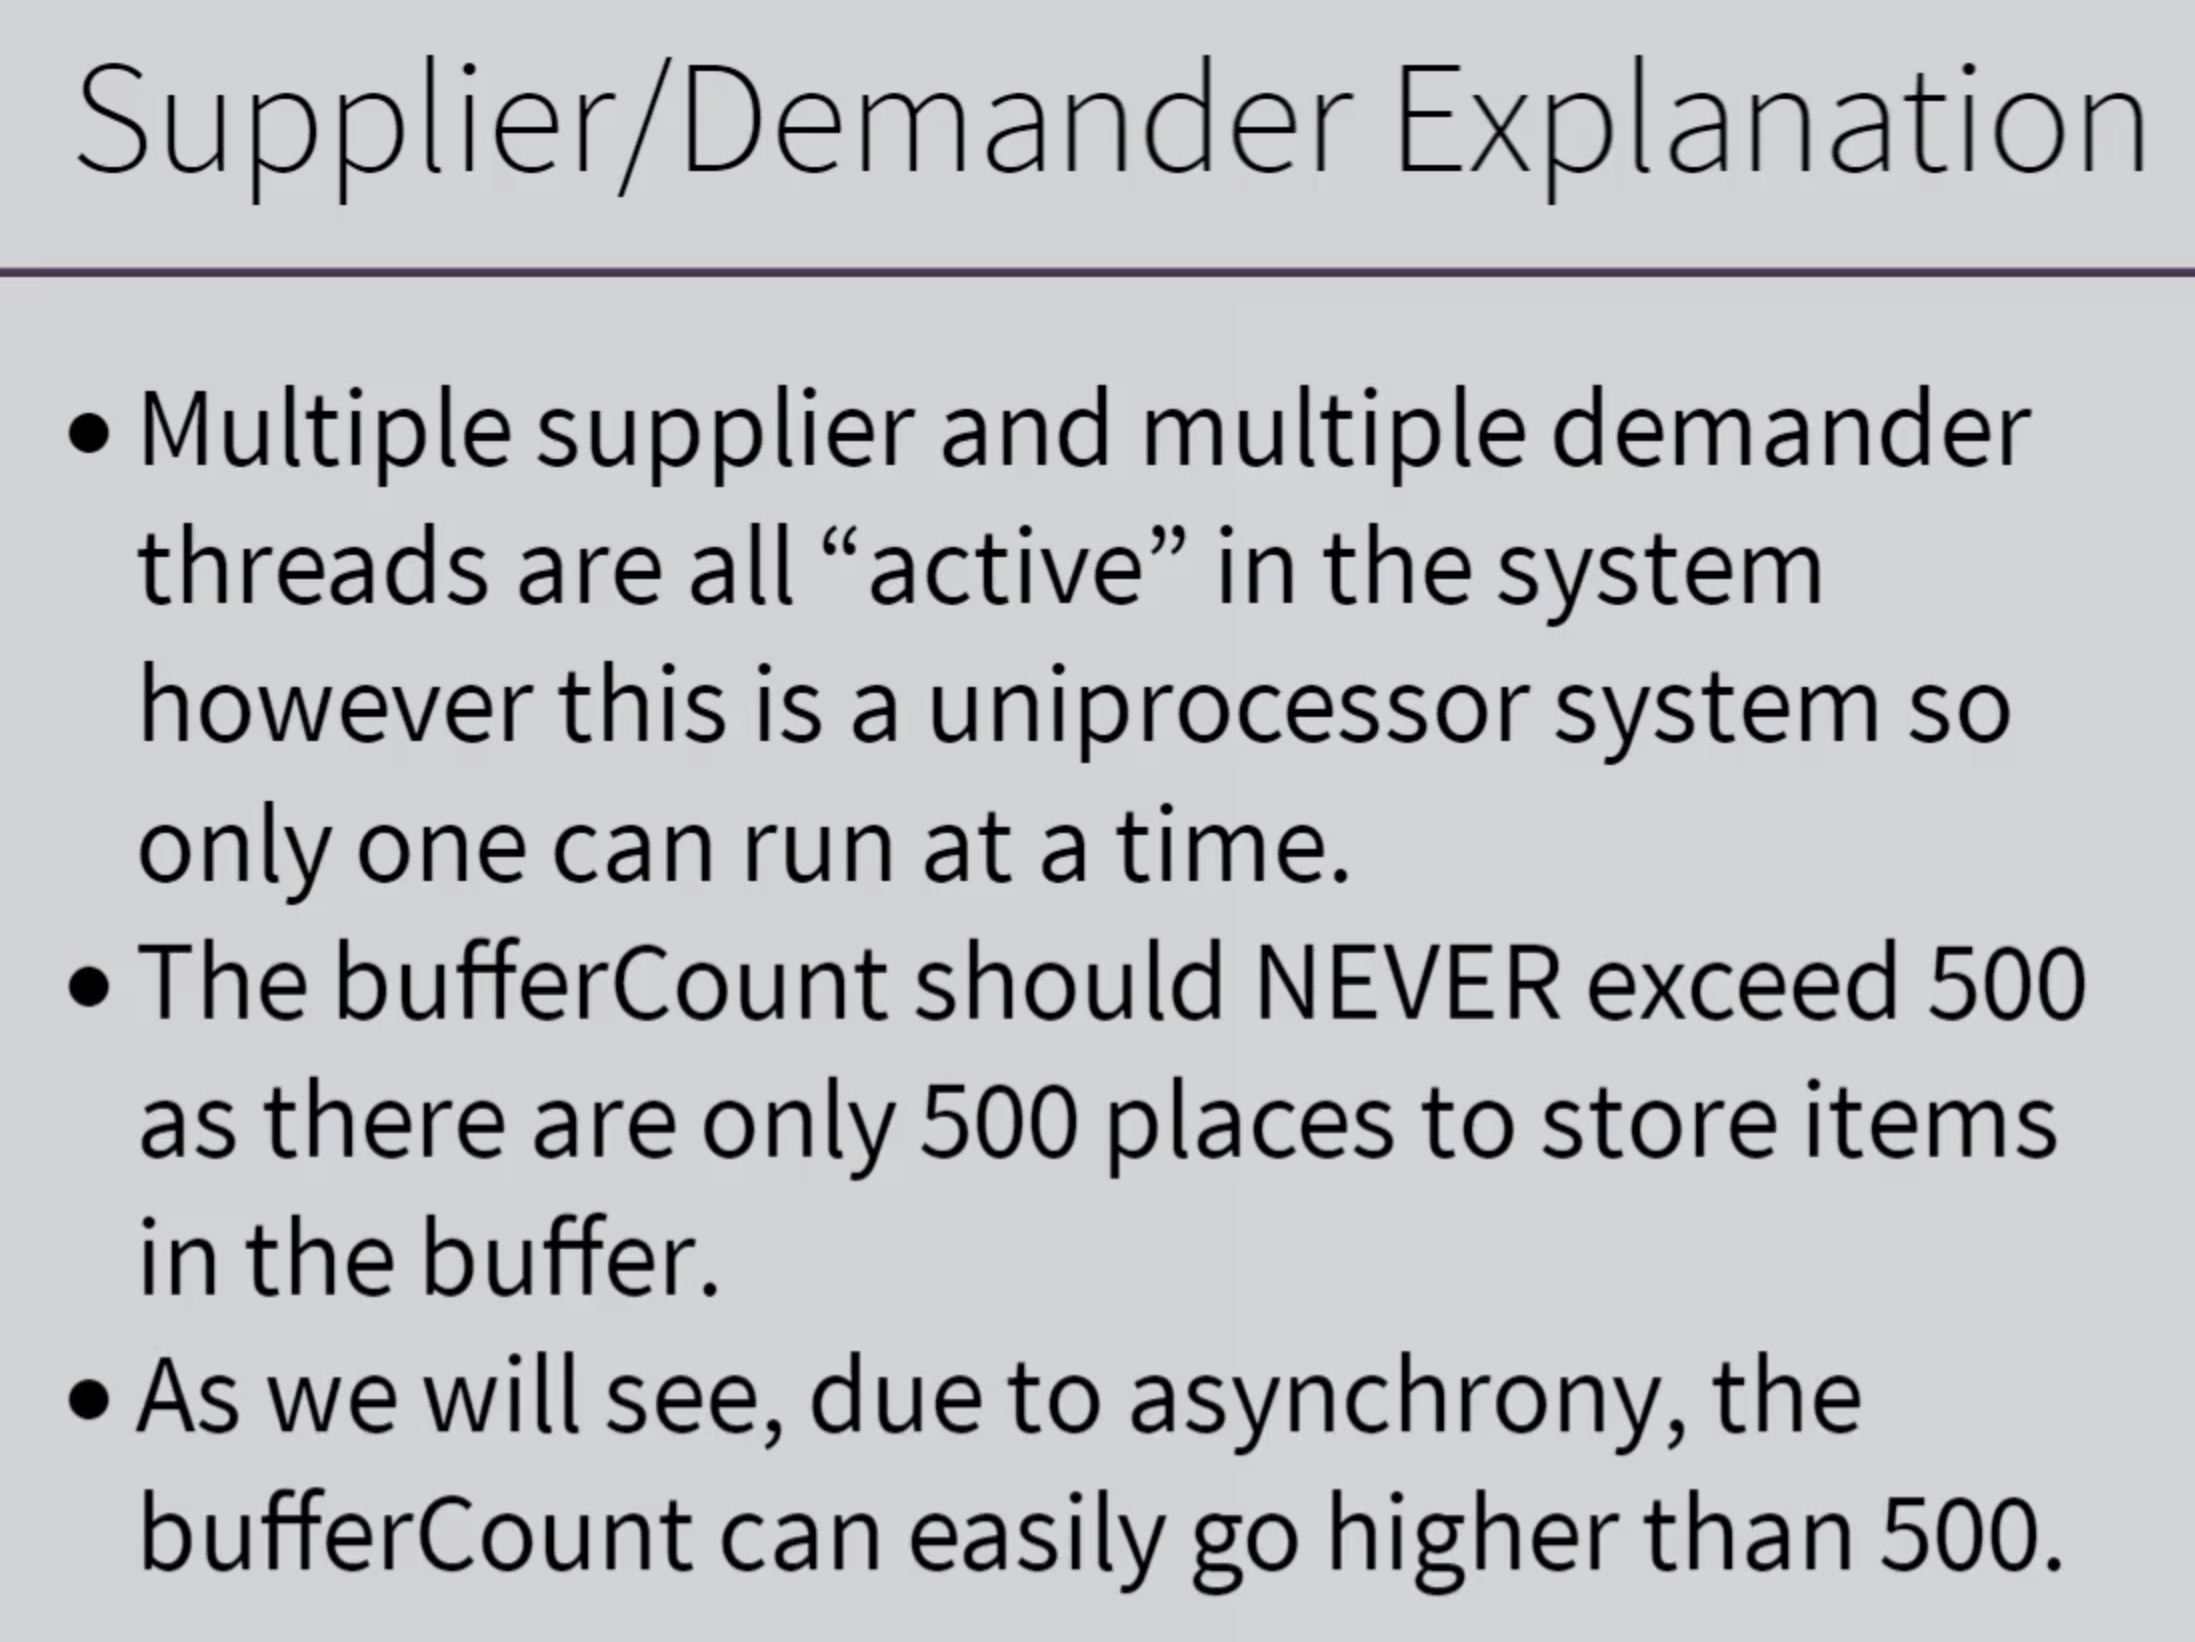 Supplier/Demander Explanation
• Multiple supplier and multiple demander
threads are all “active” in the system
however this is a uniprocessor system so
only one can run at a time.
• The bufferCount should NEVER exceed 500
as there are only 500 places to store items
in the buffer.
• As we will see, due to asynchrony, the
bufferCount can easily go higher than 500.